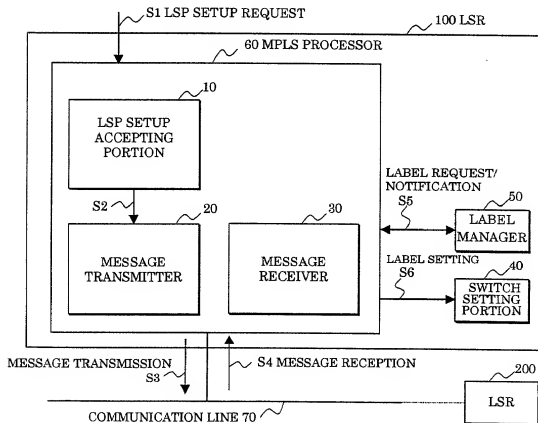 S1 LSP SETUP REQUEST
100 LSR
60 MPLS PROCESSOR
10
LSP SETUP
ACCEPTING
PORTION
S2
20
30
MESSAGE
TRANSMITTER
MESSAGE
RECEIVER
LABEL REQUEST/
NOTIFICATION
S5
50
LABEL
MANAGER
LABEL SETTING
S6
40
SWITCH
SETTING
PORTION
MESSAGE TRANSMISSION
S3
S4 MESSAGE RECEPTION
200
LSR
COMMUNICATION LINE 70